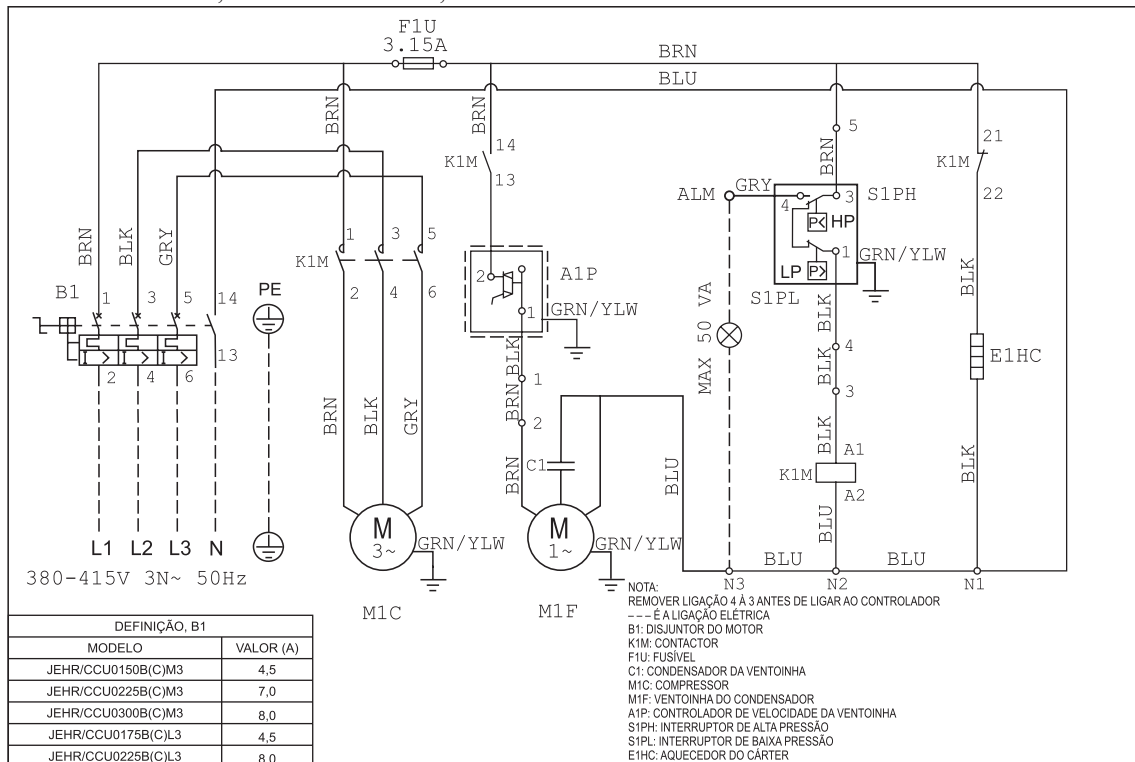 F1U
3.15A
BRN
BLU
BRN
BRN
5
14
K1M
13
BRN
21
K1M
22
ALM
GRY
4
3
S1PH
P< HP
1
GRN/YLW
LP P>
S1PL
BRN
BLK
GRY
1
3
5
K1M
2
4
6
2
A1P
1
GRN/YLW
B1
1
3
5
14
PE
13
2
4
6
BLK
1
BRN
2
BRN
BLK
GRY
BRN
C1
BLU
MAX 50 VA
BLK
4
BLK
3
BLK
A1
K1M
A2
BLU
BLK
E1HC
BLK
L1 L2 L3 N
380-415V 3N~ 50Hz
M
3~
GRN/YLW
M1C
M
1~
GRN/YLW
M1F
BLU
BLU
N3
N2
N1
NOTA:
REMOVER LIGAÇÃO 4 À 3 ANTES DE LIGAR AO CONTROLADOR
--- É A LIGAÇÃO ELÉTRICA
B1: DISJUNTOR DO MOTOR
K1M: CONTACTOR
F1U: FUSÍVEL
C1: CONDENSADOR DA VENTOINHA
M1C: COMPRESSOR
M1F: VENTOINHA DO CONDENSADOR
A1P: CONTROLADOR DE VELOCIDADE DA VENTOINHA
S1PH: INTERRUPTOR DE ALTA PRESSÃO
S1PL: INTERRUPTOR DE BAIXA PRESSÃO
E1HC: AQUECEDOR DO CÁRTER
DEFINIÇÃO, B1
MODELO VALOR (A)
JEHR/CCU0150B(C)M3 4,5
JEHR/CCU0225B(C)M3 7,0
JEHR/CCU0300B(C)M3 8,0
JEHR/CCU0175B(C)L3 4,5
JEHR/CCU0225B(C)L3 8,0